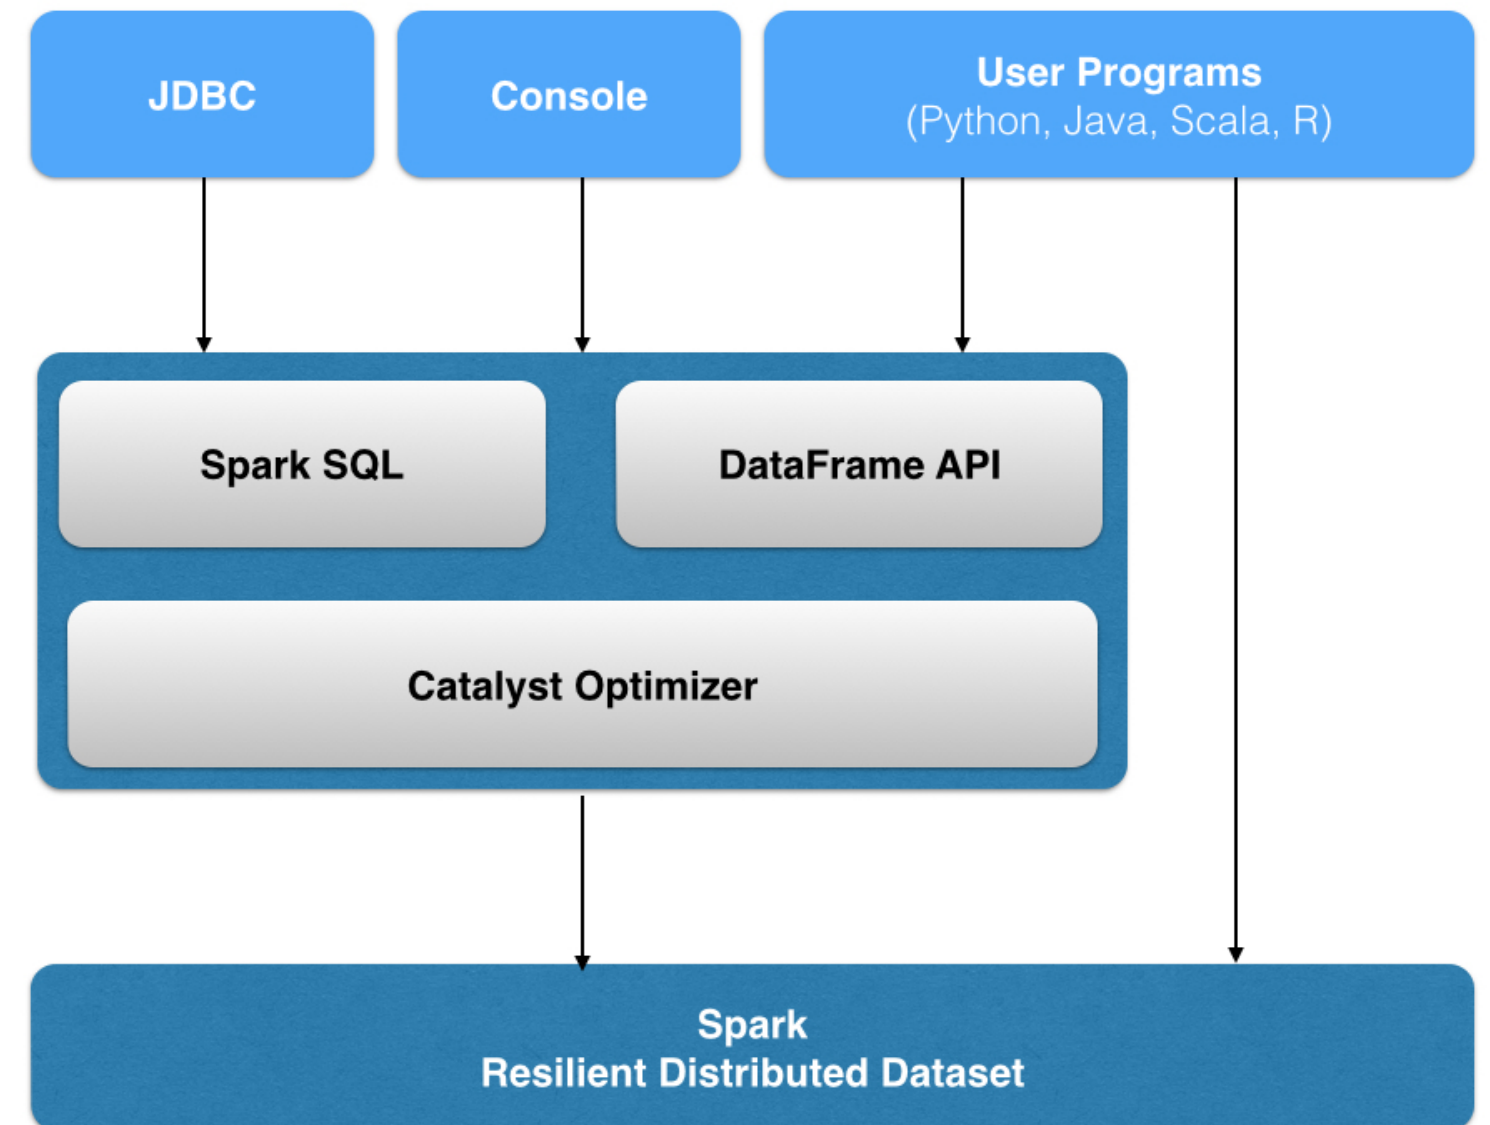 JDBC
Console
User Programs
(Python, Java, Scala, R)
Spark SQL
DataFrame API
Catalyst Optimizer
Spark
Resilient Distributed Dataset